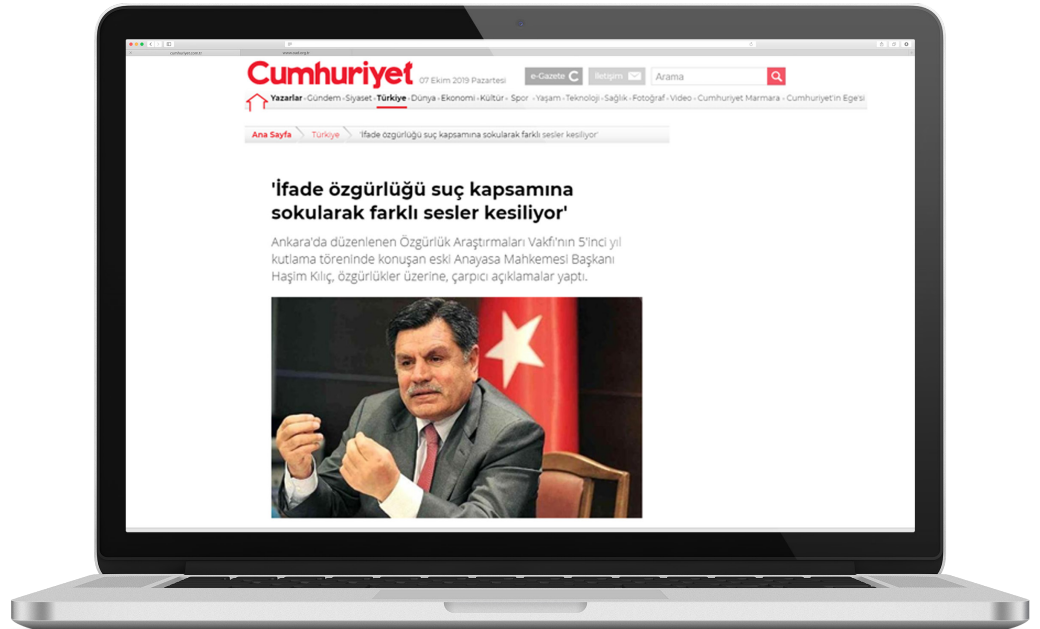 cumhuriyet.com.tr
Cumhuriyet 07 Ekim 2019 Pazartesi e-Gazete C İletişim Arama
Yazarlar Gündem Siyaset Türkiye Dünya Ekonomi Kültür Spor Yaşam Teknoloji Sağlık Fotoğraf Video Cumhuriyet Marmara Cumhuriyet'in Ege'si
Ana Sayfa Türkiye 'İfade özgürlüğü suç kapsamına sokularak farklı sesler kesiliyor'
'İfade özgürlüğü suç kapsamına
sokularak farklı sesler kesiliyor'
Ankara'da düzenlenen Özgürlük Araştırmaları Vakfı'nın 5'inci yıl
kutlama töreninde konuşan eski Anayasa Mahkemesi Başkanı
Haşim Kılıç, özgürlükler üzerine, çarpıcı açıklamalar yaptı.